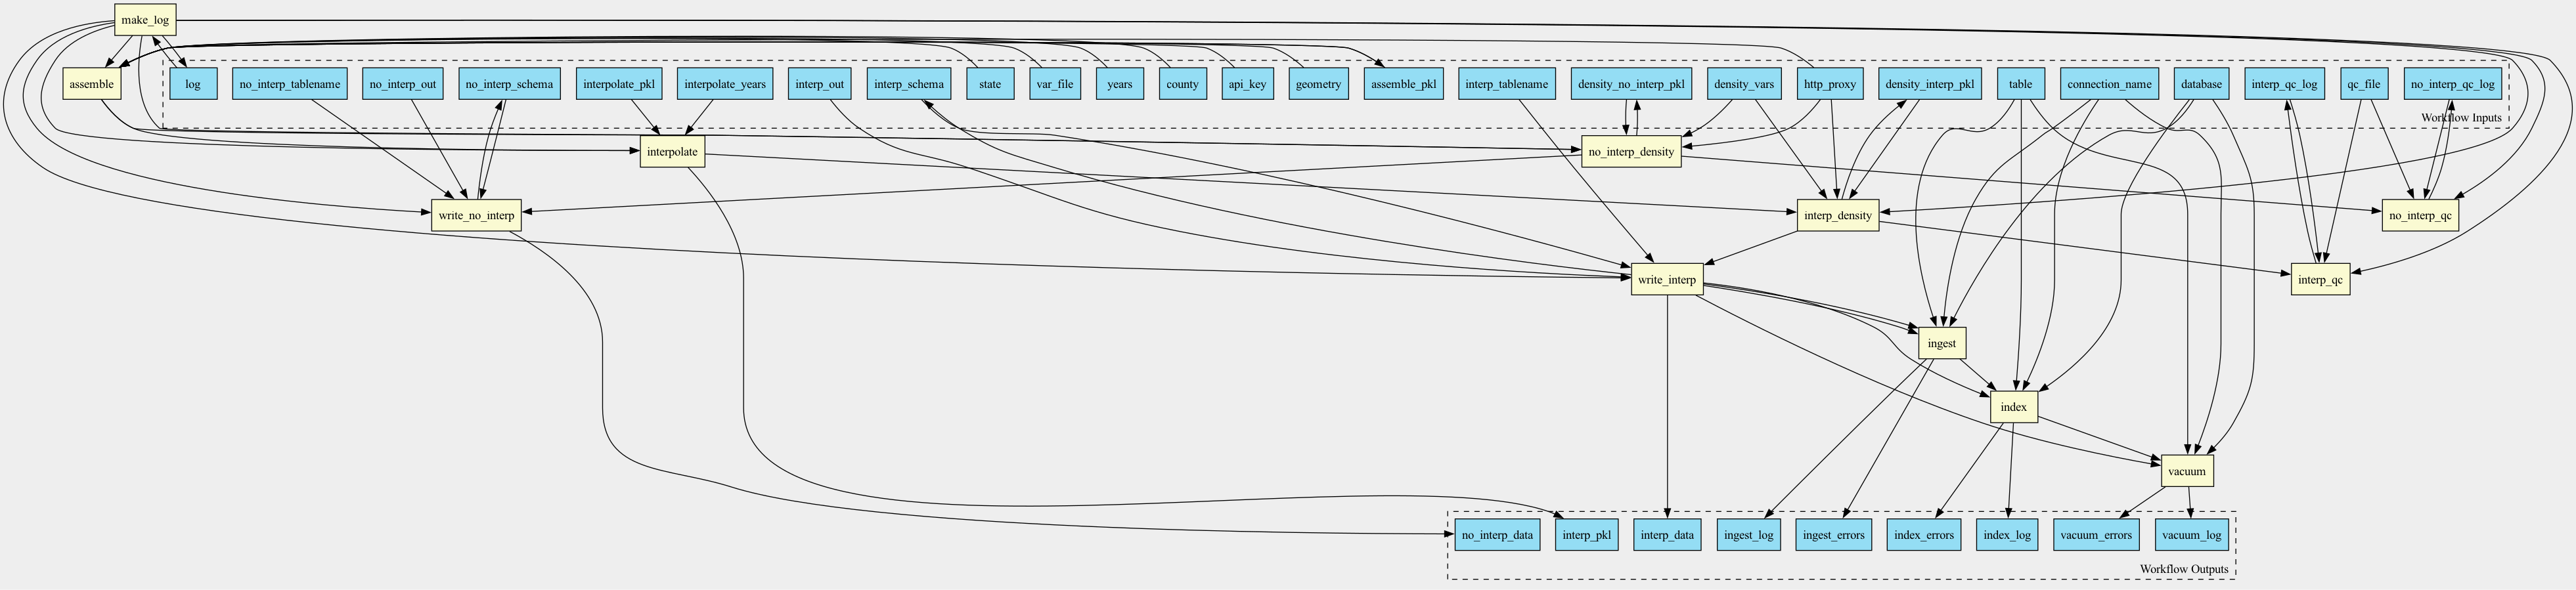 make_log
assemble
log
no_interp_tablename
no_interp_out
no_interp_schema
interpolate_pkl
interpolate_years
interp_out
interp_schema
state
var_file
years
county
api_key
geometry
assemble_pkl
interp_tablename
density_no_interp_pkl
density_vars
http_proxy
density_interp_pkl
table
connection_name
database
interp_qc_log
qc_file
no_interp_qc_log
Workflow Inputs
interpolate
no_interp_density
write_no_interp
interp_density
no_interp_qc
write_interp
interp_qc
ingest
index
vacuum
no_interp_data
interp_pkl
interp_data
ingest_log
ingest_errors
index_errors
index_log
vacuum_errors
vacuum_log
Workflow Outputs